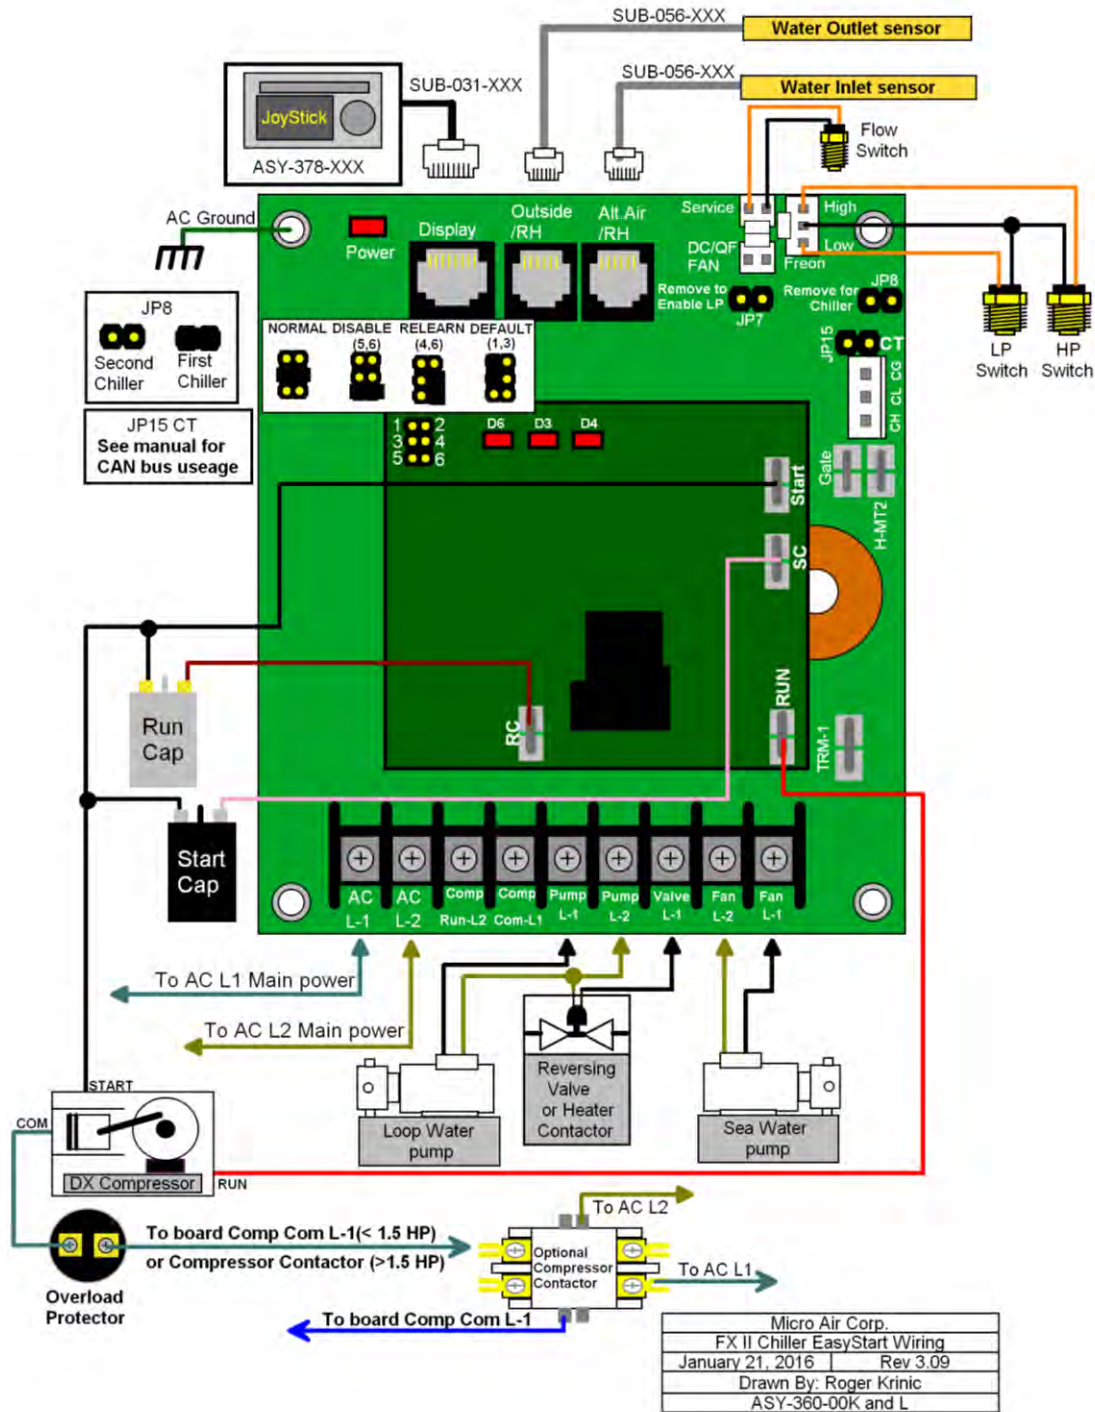 SUB-056-XXX
Water Outlet sensor
SUB-056-XXX
Water Inlet sensor
SUB-031-XXX
JoyStick
ASY-378-XXX
Flow
Switch
AC Ground
Power
Display
Outside
/RH
Alt.Air
/RH
Service
DC/QF
FAN
High
Low
Freon
Remove to
Enable LP
JP7
Remove for
Chiller
JP8
JP15
CT
CG
CL
CH
LP
Switch
HP
Switch
JP8
Second
Chiller
First
Chiller
NORMAL DISABLE RELEARN DEFAULT
(5,6) (4,6) (1,3)
JP15 CT
See manual for
CAN bus useage
1 2
3 4
5 6
D6 D3 D4
Start
Gate
H-MT2
SC
RUN
RC
TRM-1
Run
Cap
Start
Cap
AC
L-1
AC
L-2
Comp
Run-L2
Comp
Com-L1
Pump
L-1
Pump
L-2
Valve
L-1
Fan
L-2
Fan
L-1
To AC L1 Main power
To AC L2 Main power
Reversing
Valve
or Heater
Contactor
Loop Water
pump
Sea Water
pump
START
COM
DX Compressor
RUN
To AC L2
To board Comp Com L-1(< 1.5 HP)
or Compressor Contactor (>1.5 HP)
Optional
Compressor
Contactor
To AC L1
Overload
Protector
To board Comp Com L-1
Micro Air Corp.
FX II Chiller EasyStart Wiring
January 21, 2016 Rev 3.09
Drawn By: Roger Krinic
ASY-360-00K and L